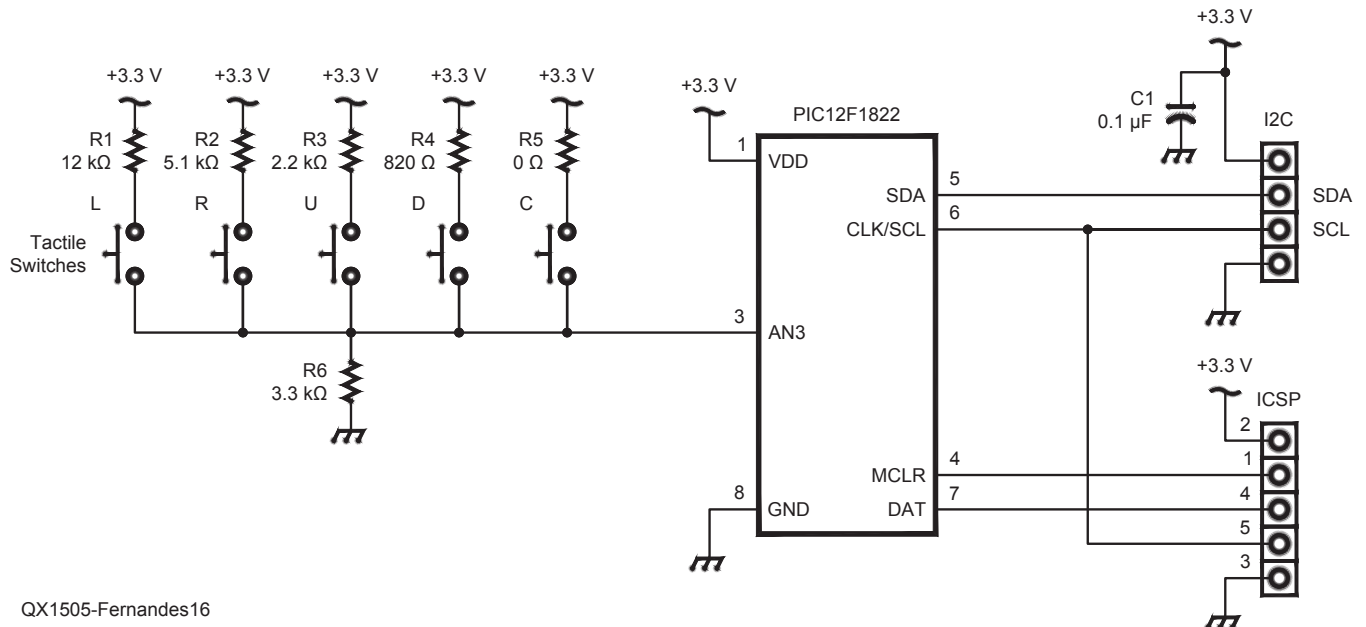 +3.3 V
+3.3 V +3.3 V +3.3 V +3.3 V +3.3 V
+3.3 V
R1
12 kΩ
R2
5.1 kΩ
R3
2.2 kΩ
R4
820 Ω
R5
0 Ω
L R U D C
Tactile
Switches
R6
3.3 kΩ
PIC12F1822
1
VDD
SDA
5
CLK/SCL
6
3
AN3
MCLR
4
8
GND
DAT
7
C1
0.1 µF
I2C
SDA
SCL
+3.3 V
ICSP
2
1
4
5
3
QX1505-Fernandes16